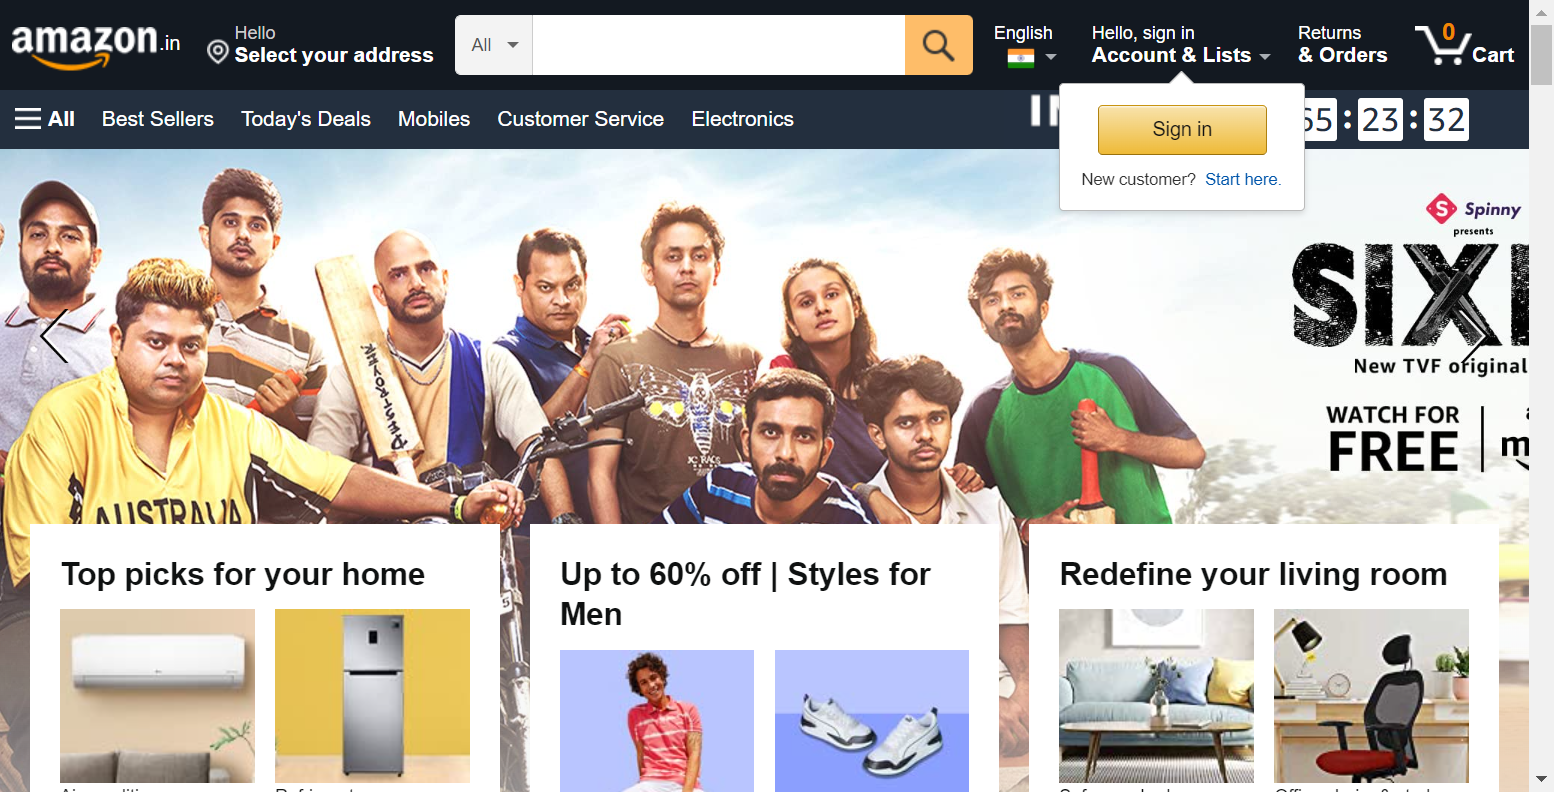 amazon.in
Hello
Select your address
All
English
Hello, sign in
Account & Lists
Returns
& Orders
0
Cart
All
Best Sellers
Today's Deals
Mobiles
Customer Service
Electronics
55 : 23 : 32
Sign in
New customer? Start here.
S Spinny
presents
New TVF original
WATCH FOR
FREE
AUSTRALIA
Top picks for your home
Up to 60% off | Styles for
Men
Redefine your living room